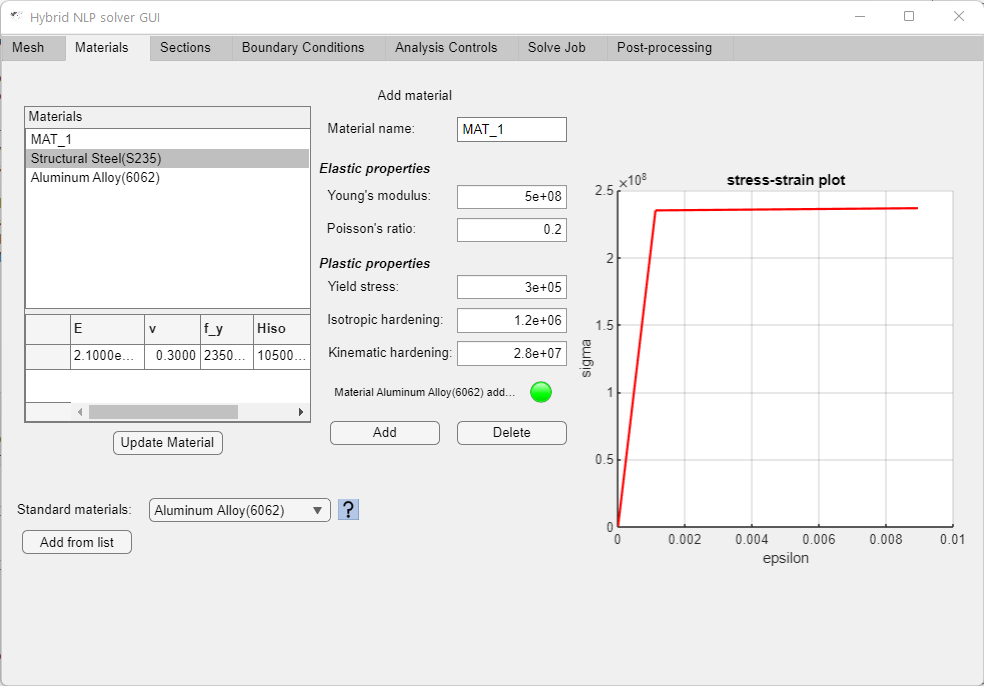 Hybrid NLP solver GUI
Mesh Materials Sections Boundary Conditions Analysis Controls Solve Job Post-processing
Materials
MAT_1
Structural Steel(S235)
Aluminum Alloy(6062)
E v f_y Hiso
2.1000e... 0.3000 2350... 10500...
Update Material
Standard materials: Aluminum Alloy(6062) ?
Add from list
Add material
Material name: MAT_1
Elastic properties
Young's modulus: 5e+08
Poisson's ratio: 0.2
Plastic properties
Yield stress: 3e+05
Isotropic hardening: 1.2e+06
Kinematic hardening: 2.8e+07
Material Aluminum Alloy(6062) add...
Add Delete
stress-strain plot
×10⁸
2.5
2
1.5
1
0.5
0
sigma
0 0.002 0.004 0.006 0.008 0.01
epsilon